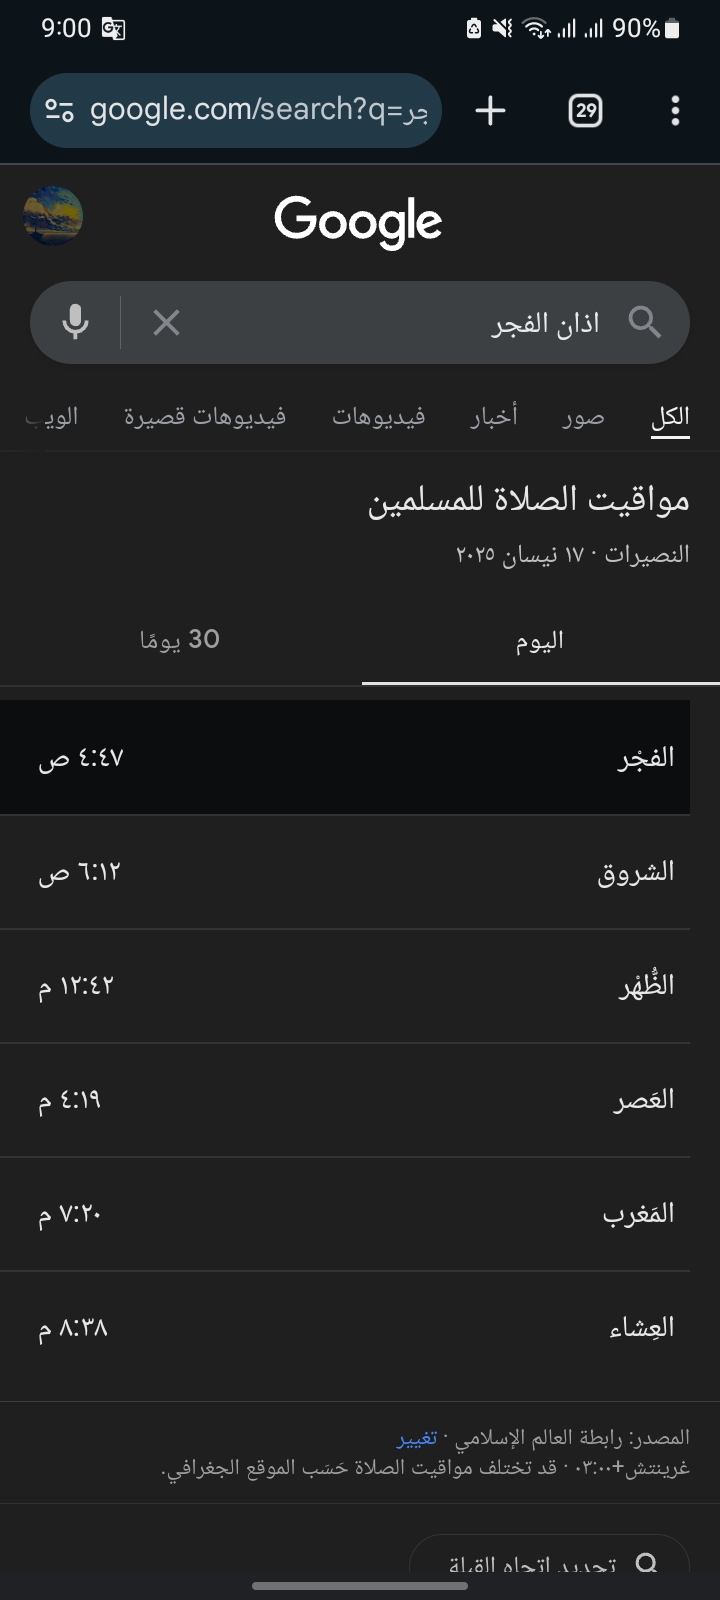 9:00
90%
google.com/search?q=جر
29
Google
اذان الفجر
الكل صور أخبار فيديوهات فيديوهات قصيرة الويب
مواقيت الصلاة للمسلمين
النصيرات · ١٧ نيسان ٢٠٢٥
اليوم 30 يومًا
الفجْر ٤:٤٧ ص
الشروق ٦:١٢ ص
الظُّهْر ١٢:٤٢ م
العَصر ٤:١٩ م
المَغرب ٧:٢٠ م
العِشاء ٨:٣٨ م
المصدر: رابطة العالم الإسلامي · تغيير
غرينتش+٠٣:٠٠ · قد تختلف مواقيت الصلاة حَسَب الموقع الجغرافي.
تحديد اتجاه القبلة